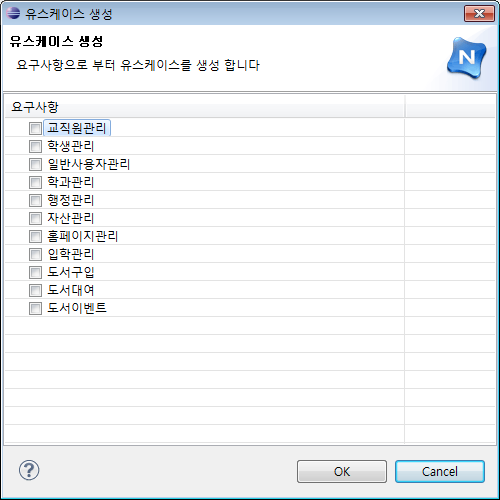 유스케이스 생성
유스케이스 생성
요구사항으로 부터 유스케이스를 생성 합니다
N
요구사항
교직원관리
학생관리
일반사용자관리
학과관리
행정관리
자산관리
홈페이지관리
입학관리
도서구입
도서대여
도서이벤트
?
OK
Cancel